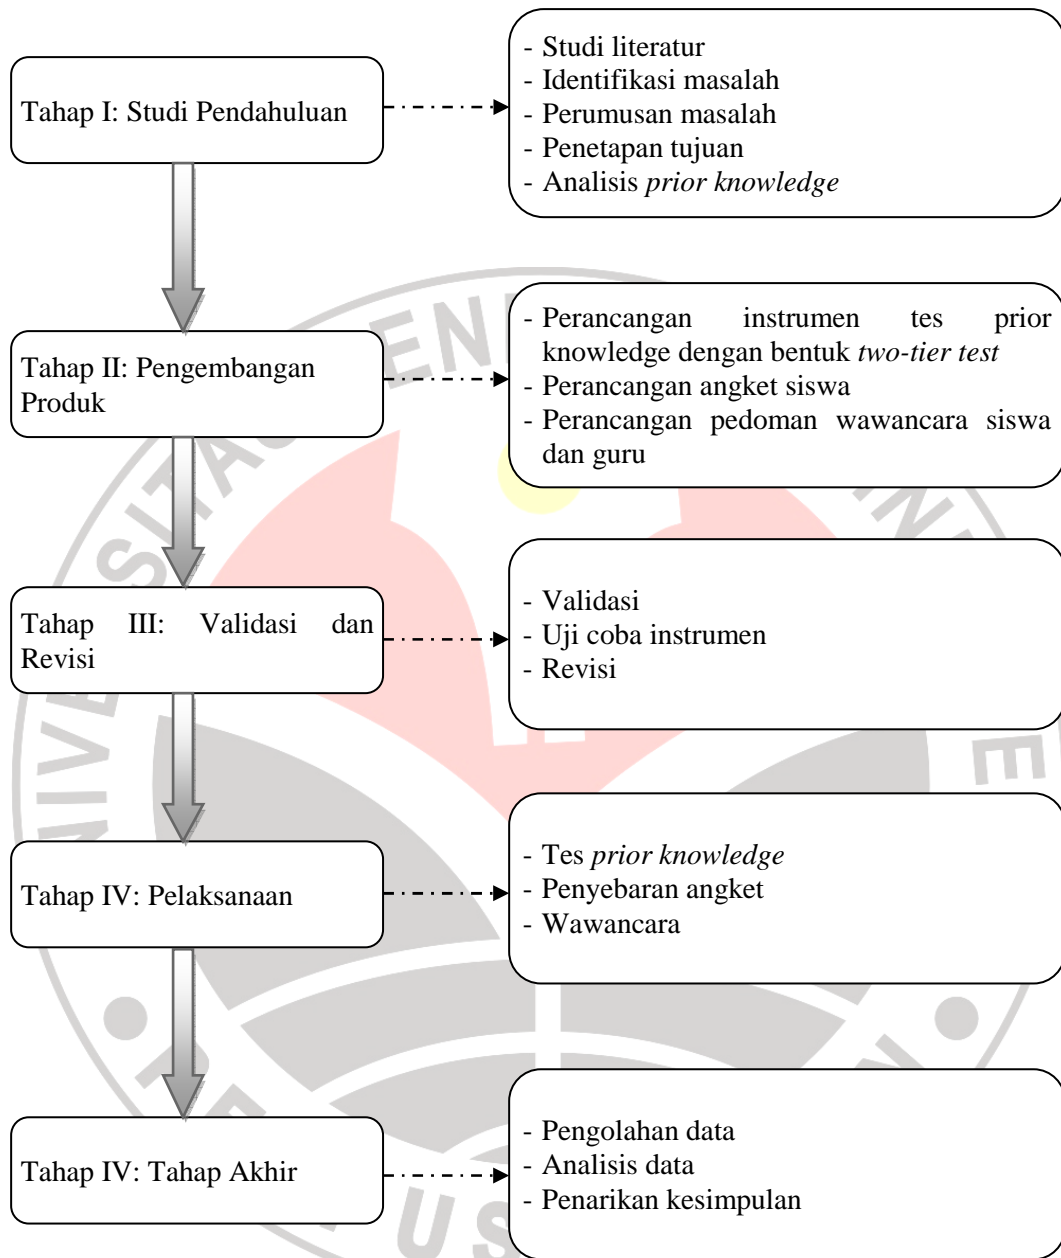 Tahap I: Studi Pendahuluan
- Studi literatur
- Identifikasi masalah
- Perumusan masalah
- Penetapan tujuan
- Analisis prior knowledge
Tahap II: Pengembangan
Produk
- Perancangan instrumen tes prior
knowledge dengan bentuk two-tier test
- Perancangan angket siswa
- Perancangan pedoman wawancara siswa
dan guru
Tahap III: Validasi dan
Revisi
- Validasi
- Uji coba instrumen
- Revisi
Tahap IV: Pelaksanaan
- Tes prior knowledge
- Penyebaran angket
- Wawancara
Tahap IV: Tahap Akhir
- Pengolahan data
- Analisis data
- Penarikan kesimpulan